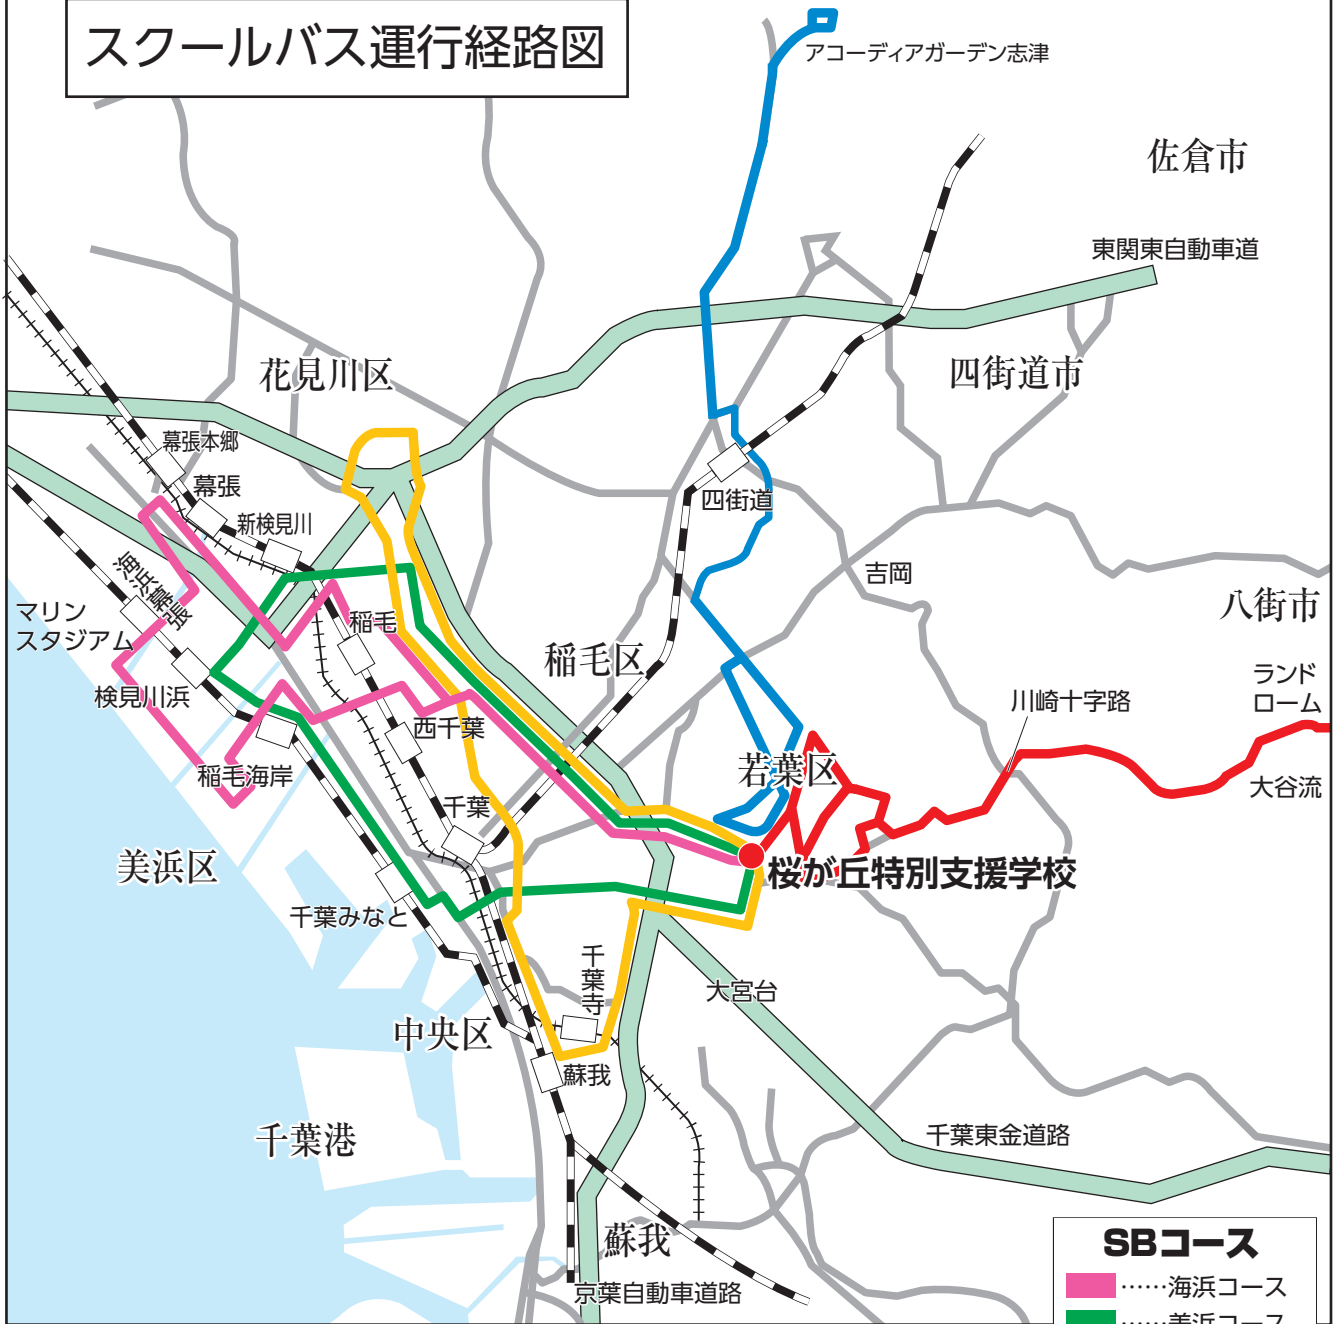 スクールバス運行経路図
アコーディアガーデン志津
佐倉市
東関東自動車道
花見川区
四街道市
幕張本郷
幕張
新検見川
四街道
海浜幕張
吉岡
マリン
スタジアム
稲毛
八街市
稲毛区
検見川浜
ランド
ローム
川崎十字路
西千葉
若葉区
稲毛海岸
大谷流
千葉
美浜区
桜が丘特別支援学校
千葉みなと
千葉寺
大宮台
中央区
蘇我
千葉港
千葉東金道路
蘇我
京葉自動車道路
SBコース
……海浜コース
……美浜コース